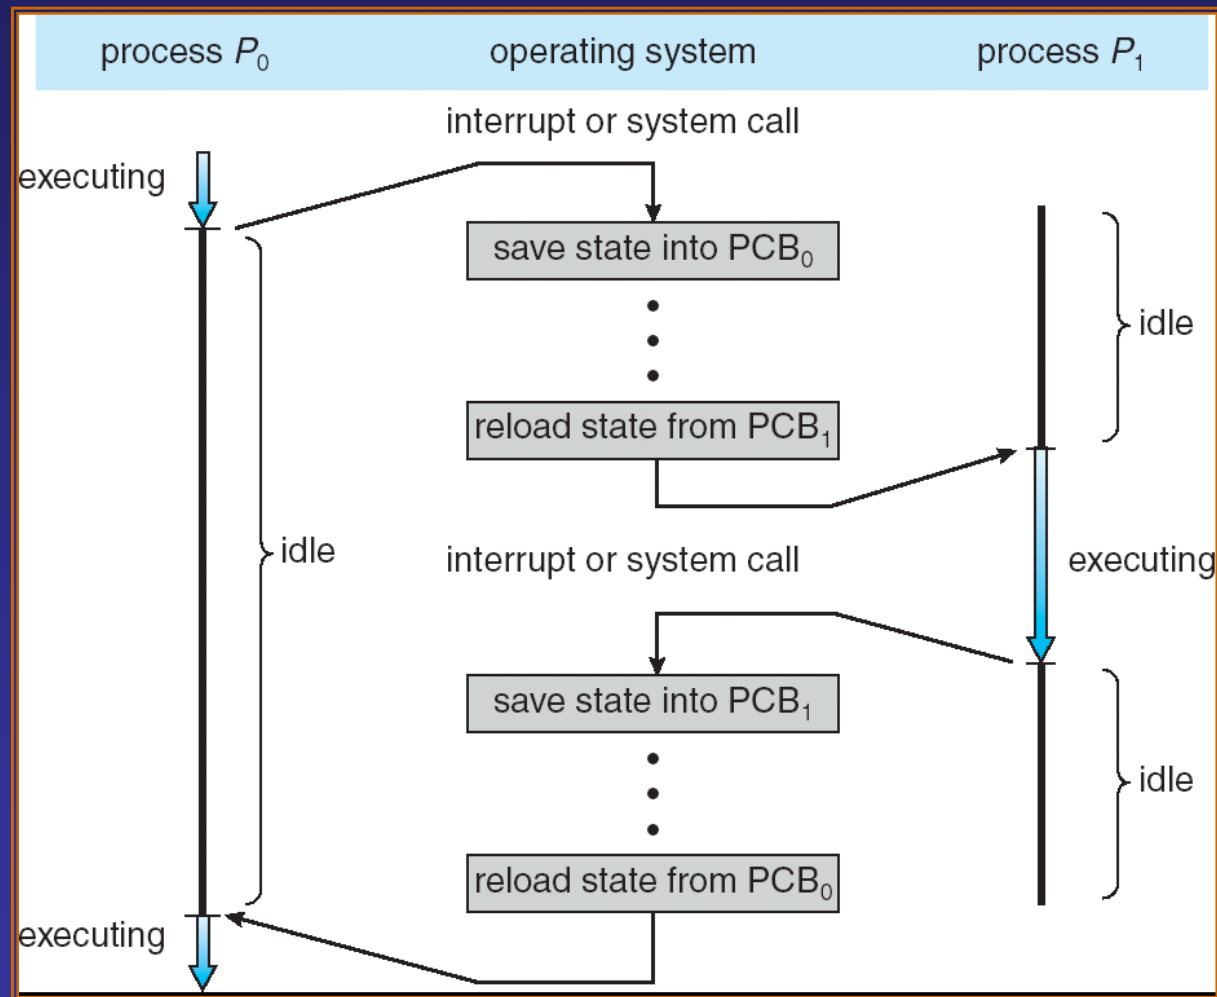 process P₀ operating system process P₁
interrupt or system call
executing
save state into PCB₀
idle
reload state from PCB₁
idle
interrupt or system call
executing
save state into PCB₁
idle
reload state from PCB₀
executing